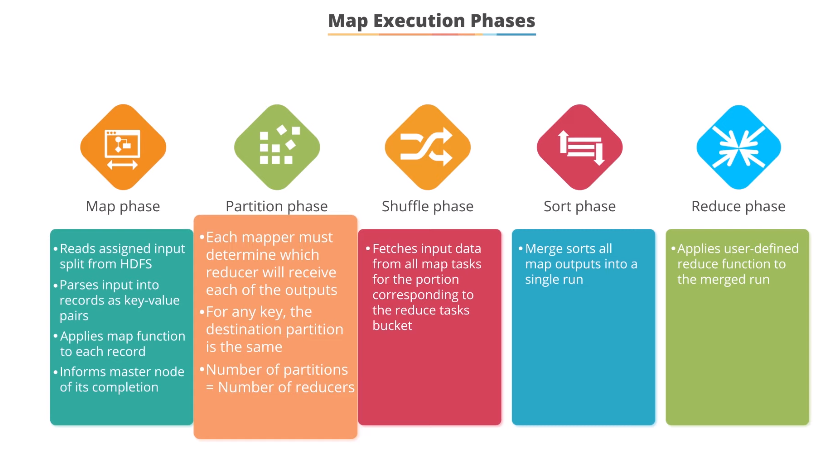 Map Execution Phases
Map phase
Partition phase
Shuffle phase
Sort phase
Reduce phase
•Reads assigned input
split from HDFS
•Parses input into
records as key-value
pairs
•Applies map function
to each record
•Informs master node
of its completion
•Each mapper must
determine which
reducer will receive
each of the outputs
•For any key, the
destination partition
is the same
•Number of partitions
= Number of reducers
•Fetches input data
from all map tasks
for the portion
corresponding to
the reduce tasks
bucket
•Merge sorts all
map outputs into a
single run
•Applies user-defined
reduce function to
the merged run